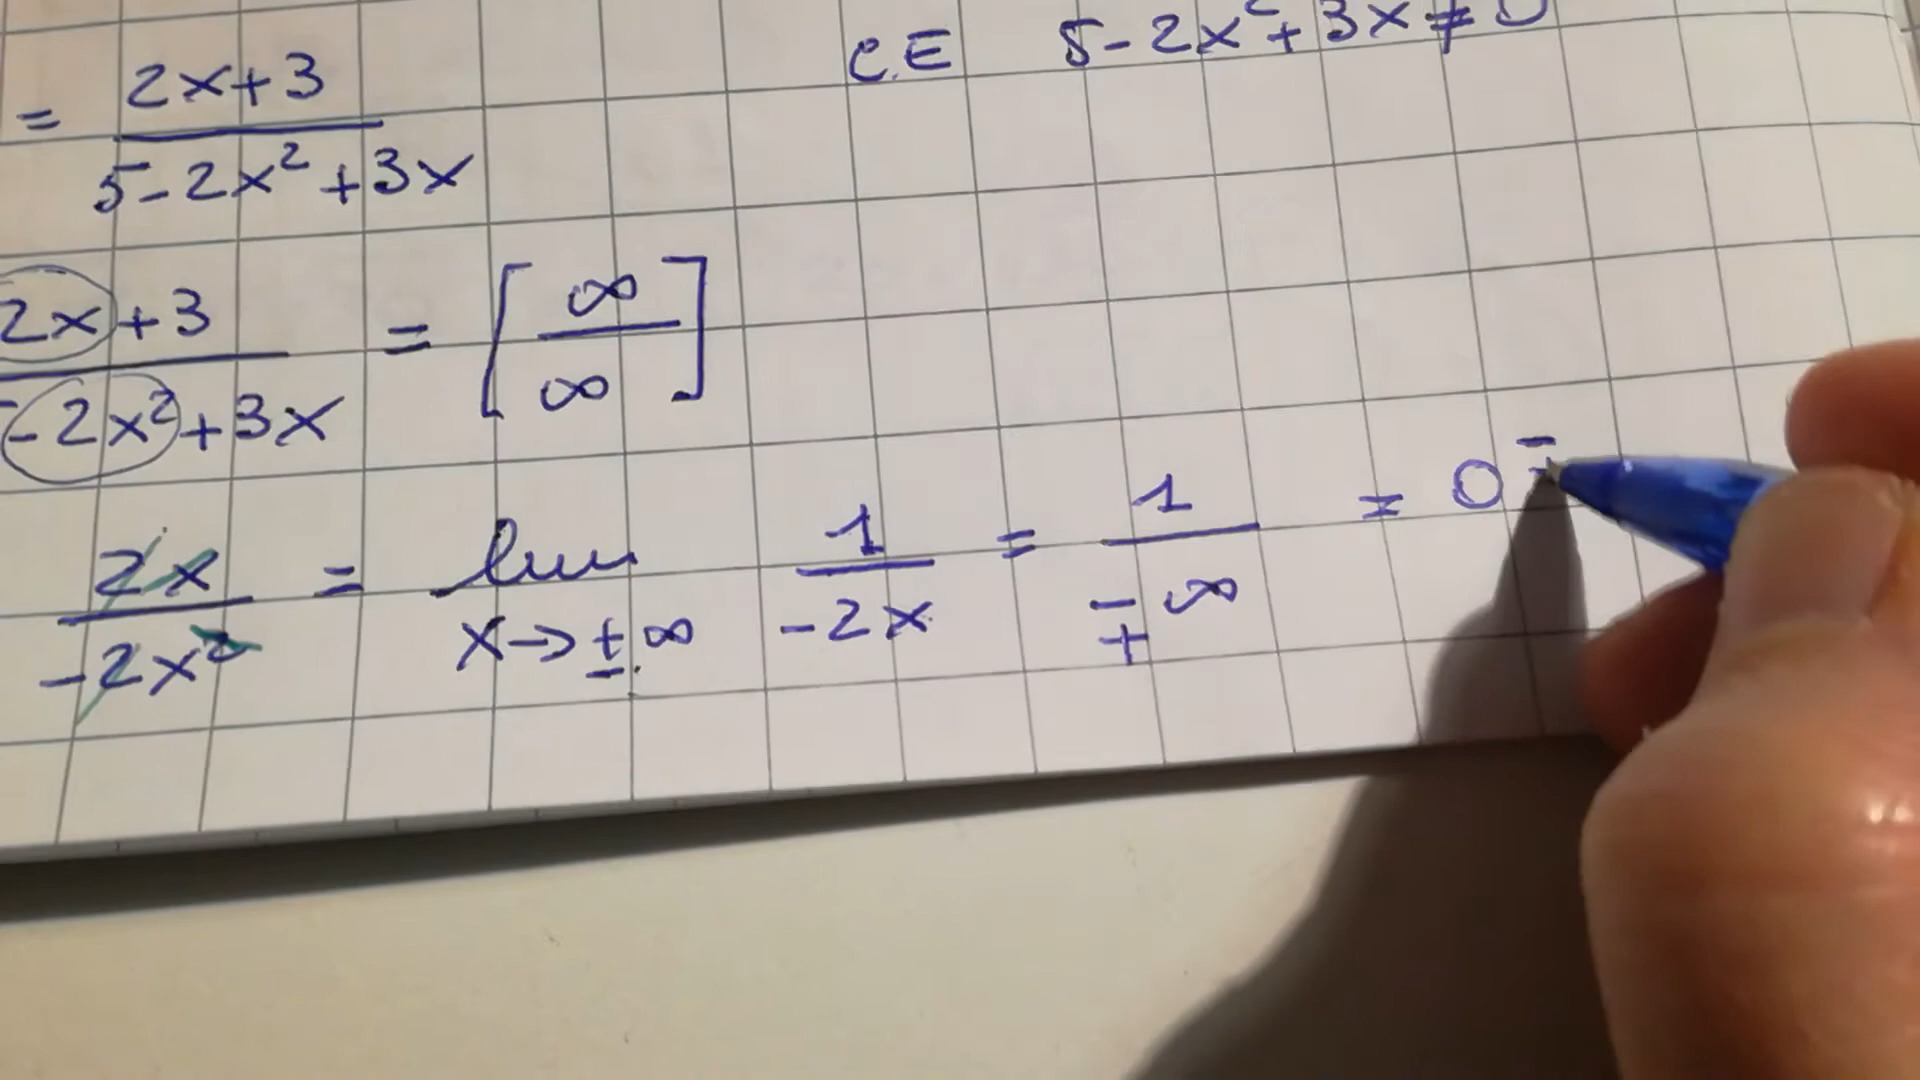 C.E 5-2x²+3x≠0
= 2x+3 / 5-2x²+3x
2x+3 / -2x²+3x = [∞/∞]
2x / -2x² = lim x→±∞ 1 / -2x = 1 / ∓∞ = 0∓